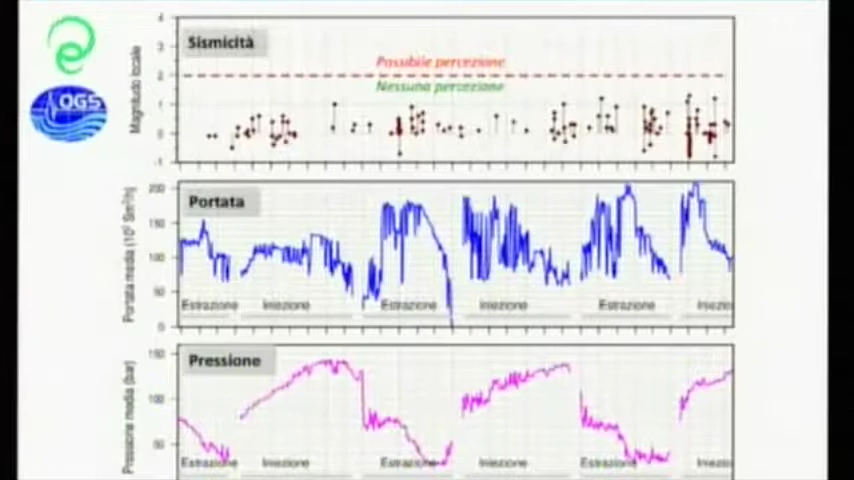 OGS
Sismicità
Possibile percezione
Nessuna percezione
Magnitudo locale
4
3
2
1
0
-1
Portata
Portata media (10³ Sm³/h)
200
150
100
50
0
Estrazione Iniezione Estrazione Iniezione Estrazione Iniezio
Pressione
Pressione media (bar)
150
100
50
Estrazione Iniezione Estrazione Iniezione Estrazione Iniezio